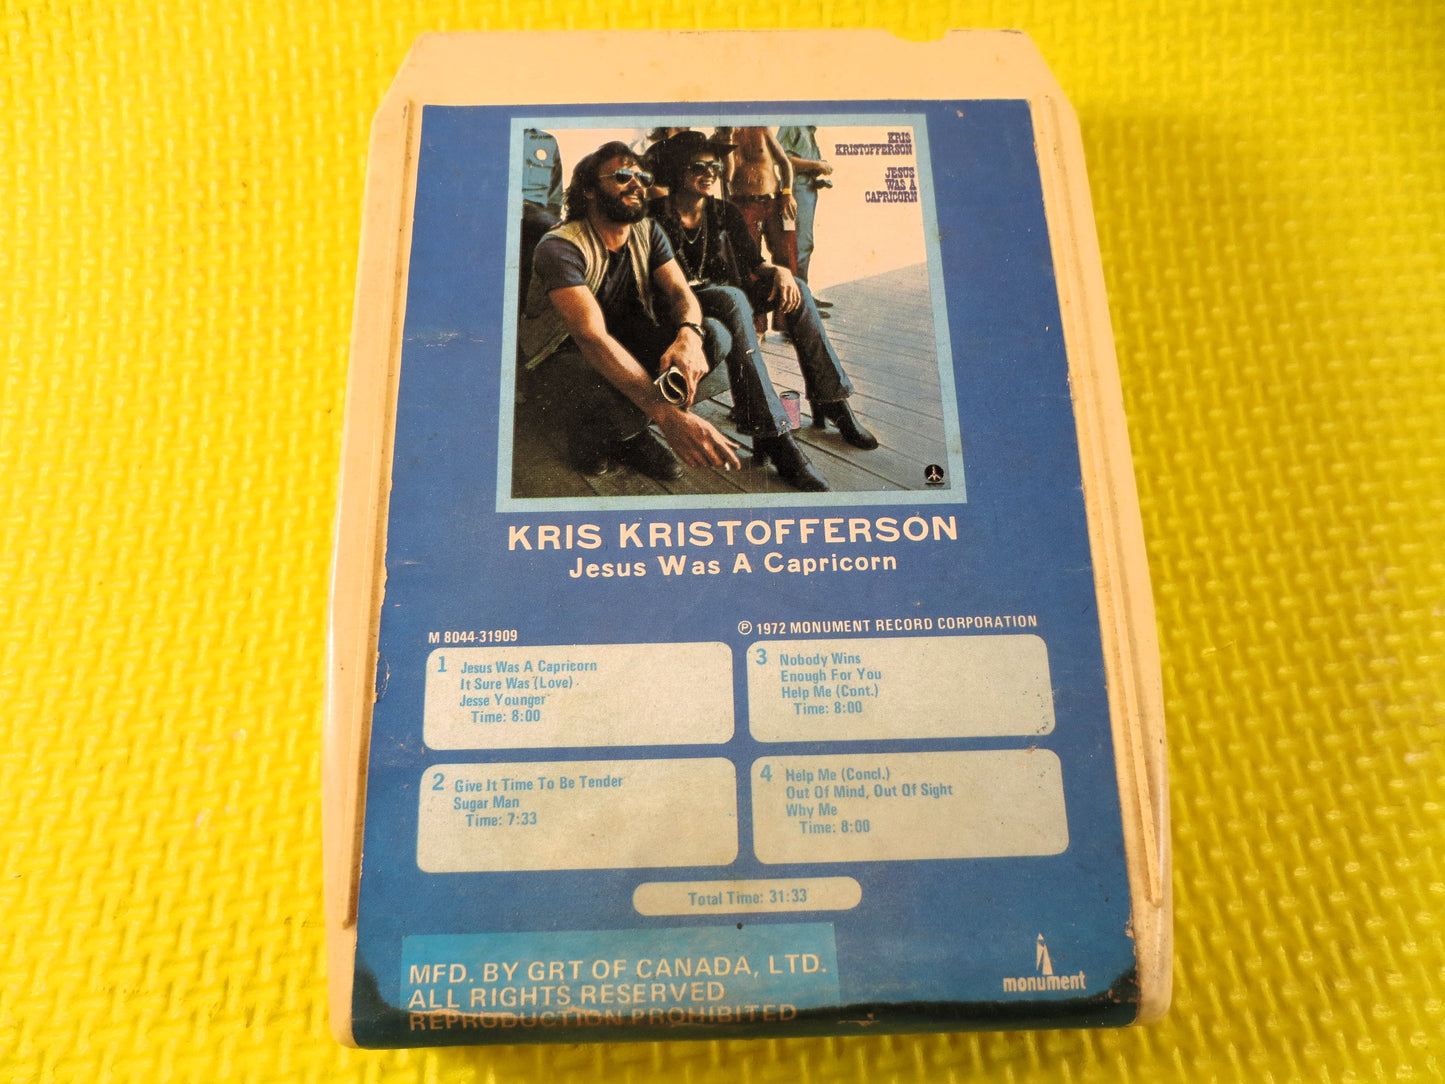 KRIS
KRISTOFFERSON
JESUS
WAS A
CAPRICORN
KRIS KRISTOFFERSON
Jesus Was A Capricorn
M 8044-31909
℗ 1972 MONUMENT RECORD CORPORATION
1 Jesus Was A Capricorn
It Sure Was (Love)
Jesse Younger
Time: 8:00
2 Give It Time To Be Tender
Sugar Man
Time: 7:33
3 Nobody Wins
Enough For You
Help Me (Cont.)
Time: 8:00
4 Help Me (Concl.)
Out Of Mind, Out Of Sight
Why Me
Time: 8:00
Total Time: 31:33
MFD. BY GRT OF CANADA, LTD.
ALL RIGHTS RESERVED
REPRODUCTION PROHIBITED
monument